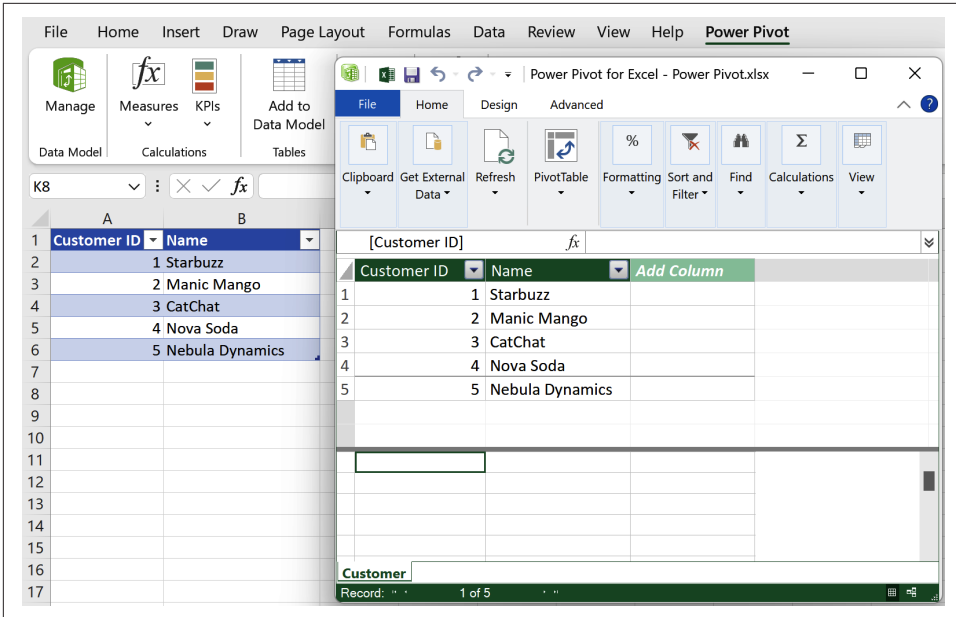 File Home Insert Draw Page Layout Formulas Data Review View Help Power Pivot
Manage
Measures
KPIs
Add to
Data Model
Data Model
Calculations
Tables
K8
fx
A B
1 Customer ID Name
2 1 Starbuzz
3 2 Manic Mango
4 3 CatChat
5 4 Nova Soda
6 5 Nebula Dynamics
7
8
9
10
11
12
13
14
15
16
17
Power Pivot for Excel - Power Pivot.xlsx
File Home Design Advanced
?
Clipboard
Get External
Data
Refresh
PivotTable
%
Formatting
Sort and
Filter
Find
Σ
Calculations
View
[Customer ID] fx
Customer ID Name Add Column
1 1 Starbuzz
2 2 Manic Mango
3 3 CatChat
4 4 Nova Soda
5 5 Nebula Dynamics
Customer
Record: 1 of 5